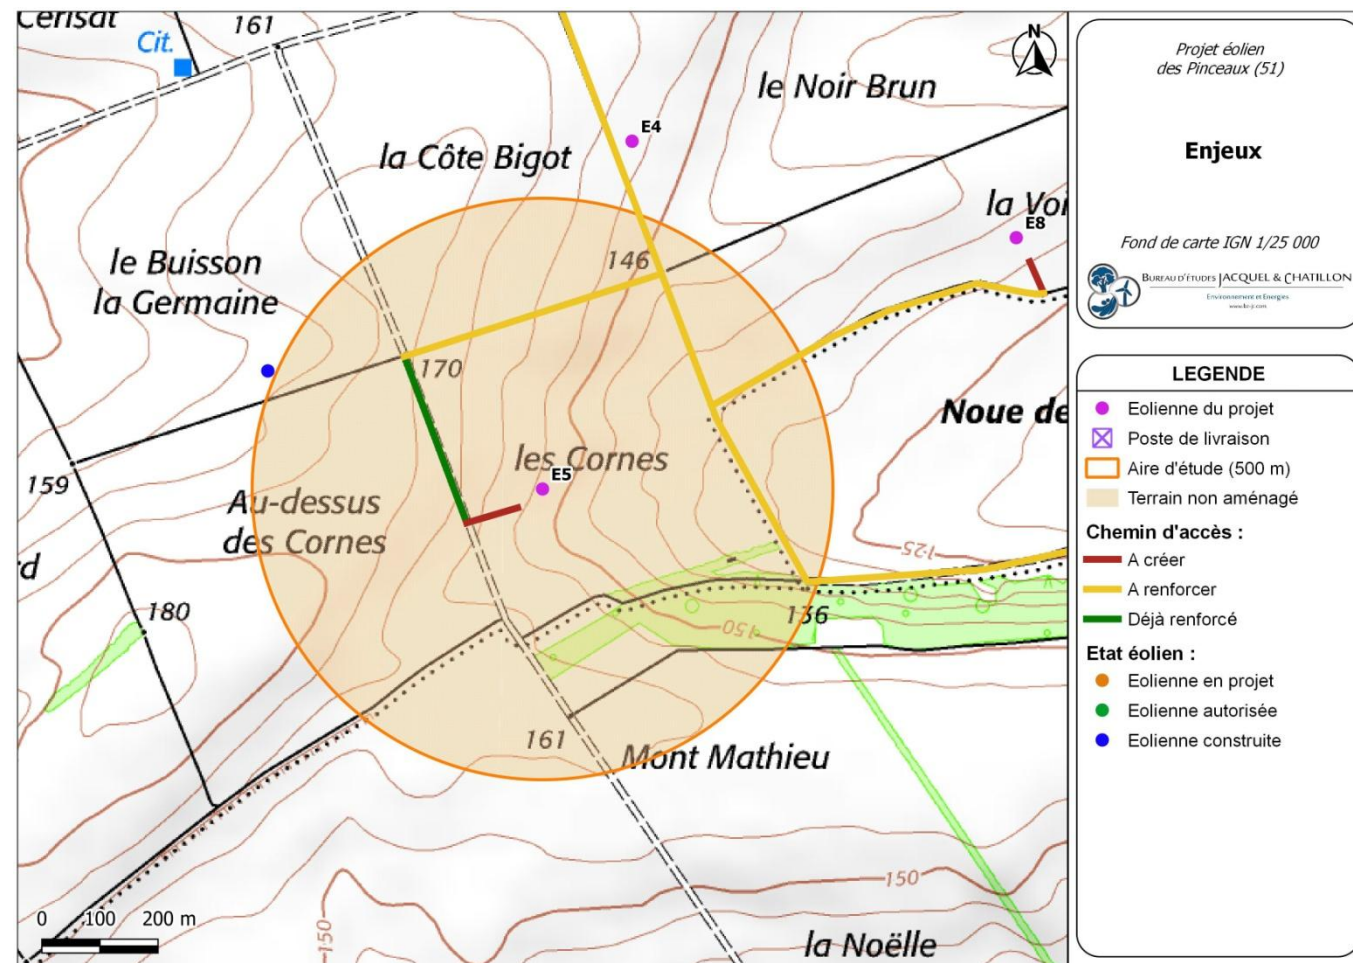 Cerisat
161
Cit.
le Noir Brun
E4
la Côte Bigot
la Voi
E8
le Buisson
la Germaine
146
170
Noue de
les Cornes
E5
159
Au-dessus
des Cornes
125
rd
180
136
150
161
Mont Mathieu
150
150
la Noëlle
0 100 200 m
N
Projet éolien
des Pinceaux (51)
Enjeux
Fond de carte IGN 1/25 000
BUREAU D'ÉTUDES JACQUEL & CHATILLON
Environnement et Energies
LEGENDE
Eolienne du projet
Poste de livraison
Aire d'étude (500 m)
Terrain non aménagé
Chemin d'accès :
A créer
A renforcer
Déjà renforcé
Etat éolien :
Eolienne en projet
Eolienne autorisée
Eolienne construite